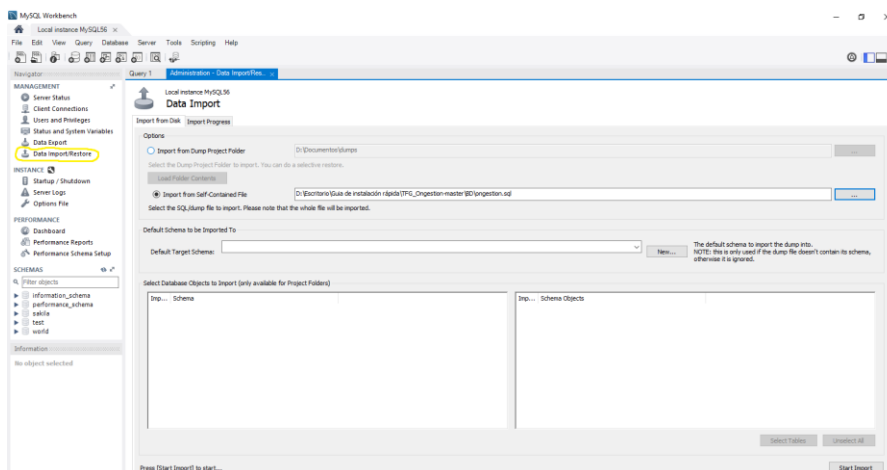 MySQL Workbench
Local instance MySQL56
File Edit View Query Database Server Tools Scripting Help
Navigator
MANAGEMENT
Server Status
Client Connections
Users and Privileges
Status and System Variables
Data Export
Data Import/Restore
INSTANCE
Startup / Shutdown
Server Logs
Options File
PERFORMANCE
Dashboard
Performance Reports
Performance Schema Setup
SCHEMAS
Filter objects
information_schema
performance_schema
sakila
test
world
Information
No object selected
Query 1 Administration - Data Import/Res...
Local instance MySQL56
Data Import
Import from Disk Import Progress
Options
Import from Dump Project Folder D:\Documentos\dumps ...
Select the Dump Project Folder to import. You can do a selective restore.
Load Folder Contents
Import from Self-Contained File D:\Escritorio\Guia de instalación rápida\TFG_Ongestion-master\BD\ongestion.sql ...
Select the SQL/dump file to import. Please note that the whole file will be imported.
Default Schema to be Imported To
Default Target Schema: New...
The default schema to import the dump into.
NOTE: this is only used if the dump file doesn't contain its schema,
otherwise it is ignored.
Select Database Objects to Import (only available for Project Folders)
Imp... Schema Imp... Schema Objects
Select Tables Unselect All
Press [Start Import] to start... Start Import